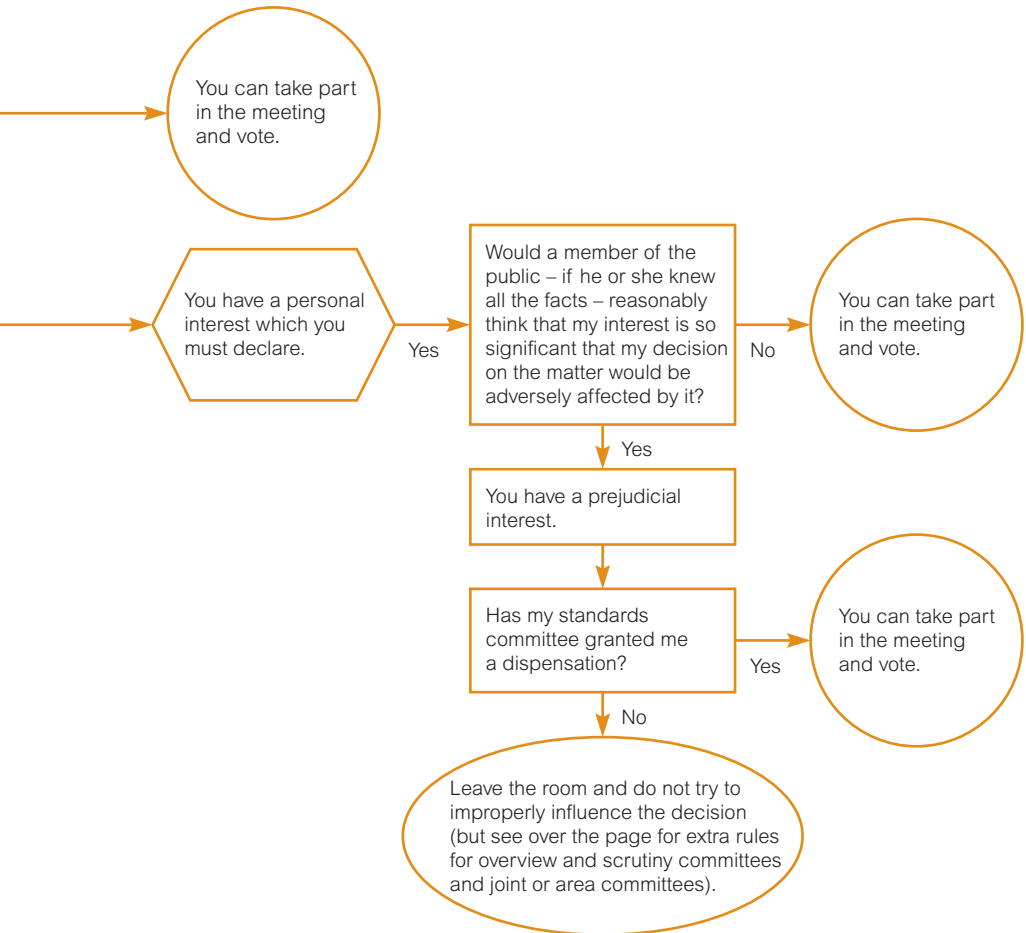 You can take part
in the meeting
and vote.
You have a personal
interest which you
must declare.
Yes
Would a member of the
public – if he or she knew
all the facts – reasonably
think that my interest is so
significant that my decision
on the matter would be
adversely affected by it?
No
You can take part
in the meeting
and vote.
Yes
You have a prejudicial
interest.
Has my standards
committee granted me
a dispensation?
Yes
You can take part
in the meeting
and vote.
No
Leave the room and do not try to
improperly influence the decision
(but see over the page for extra rules
for overview and scrutiny committees
and joint or area committees).